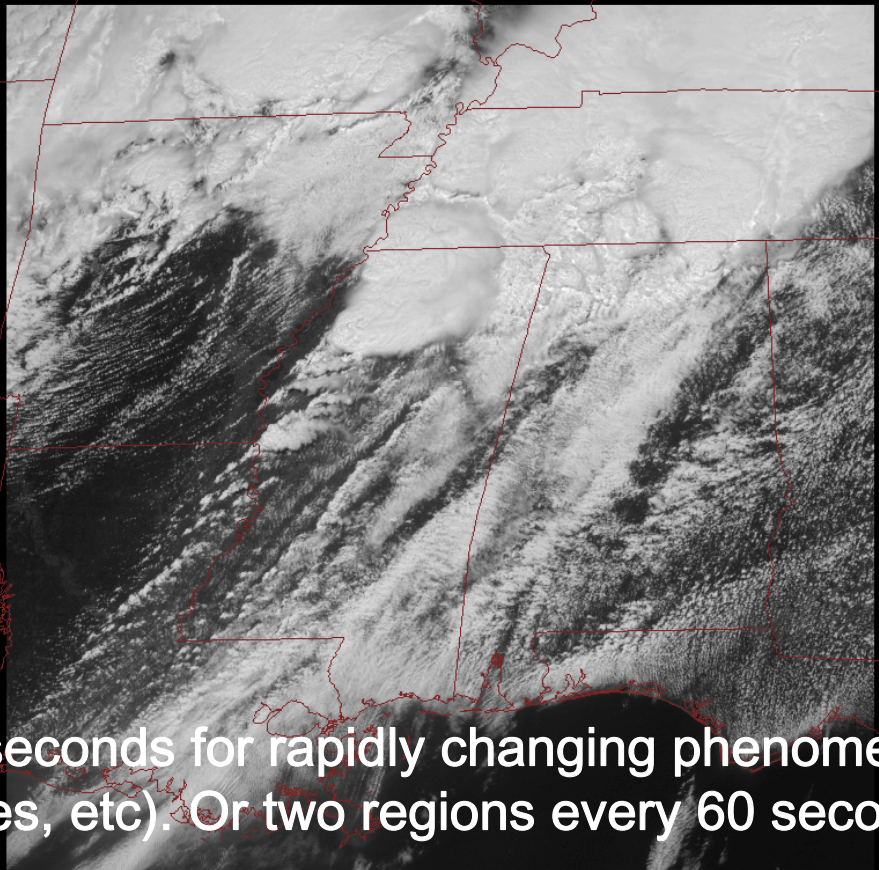 seconds for rapidly changing phenome
es, etc). Or two regions every 60 seco